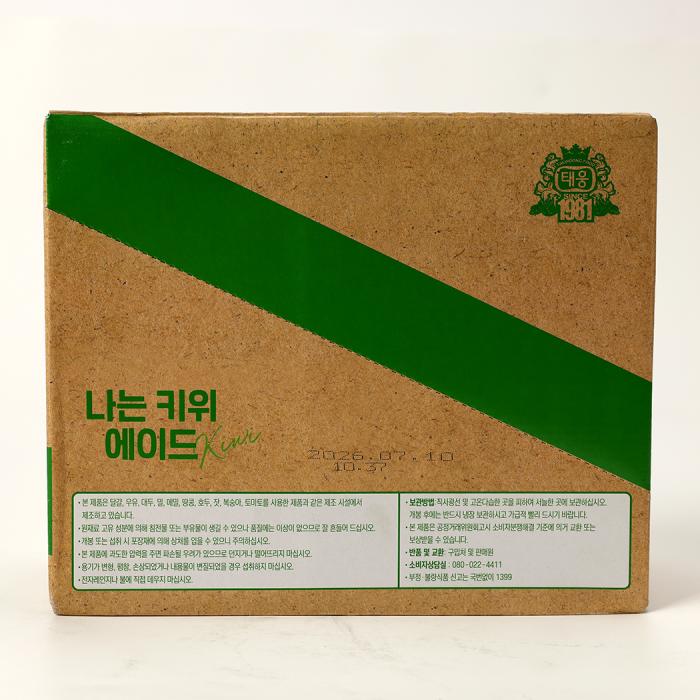 태웅
SINCE
1981
나는 키위
에이드
Kiwi
2026.07.10
10.37
• 본 제품은 달걀, 우유, 대두, 밀, 메밀, 땅콩, 호두, 잣, 복숭아, 토마토를 사용한 제품과 같은 제조 시설에서
제조하고 있습니다.
• 원재료 고유 성분에 의해 침전물 또는 부유물이 생길 수 있으나 품질에는 이상이 없으므로 잘 흔들어 드십시오.
• 개봉 또는 섭취 시 포장재에 의해 상처를 입을 수 있으니 주의하십시오.
• 본 제품에 과도한 압력을 주면 파손될 우려가 있으므로 던지거나 떨어뜨리지 마십시오.
• 용기가 변형, 팽창, 손상되었거나 내용물이 변질되었을 경우 섭취하지 마십시오.
• 전자레인지나 불에 직접 데우지 마십시오.
• 보관방법: 직사광선 및 고온다습한 곳을 피하여 서늘한 곳에 보관하십시오.
개봉 후에는 반드시 냉장 보관하시고 가급적 빨리 드시기 바랍니다.
• 본 제품은 공정거래위원회고시 소비자분쟁해결 기준에 의거 교환 또는
보상받을 수 있습니다.
• 반품 및 교환: 구입처 및 판매원
• 소비자상담실 : 080-022-4411
• 부정·불량식품 신고는 국번없이 1399